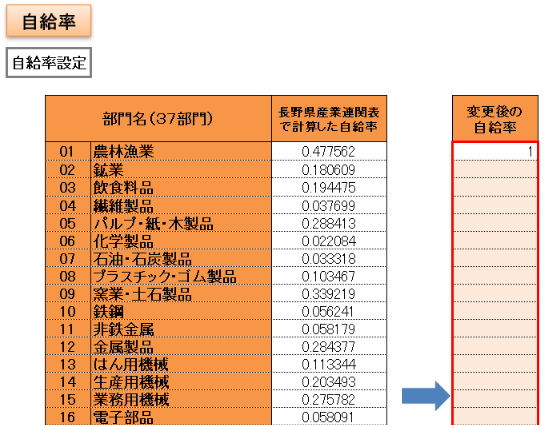 自給率
自給率設定
部門名（37部門） 長野県産業連関表で計算した自給率 変更後の自給率
01 農林漁業 0.477562 1
02 鉱業 0.180609
03 飲食料品 0.194475
04 繊維製品 0.037699
05 パルプ・紙・木製品 0.288413
06 化学製品 0.022084
07 石油・石炭製品 0.033318
08 プラスチック・ゴム製品 0.103467
09 窯業・土石製品 0.339219
10 鉄鋼 0.056241
11 非鉄金属 0.058179
12 金属製品 0.284377
13 はん用機械 0.113344
14 生産用機械 0.203493
15 業務用機械 0.275782
16 電子部品 0.058091